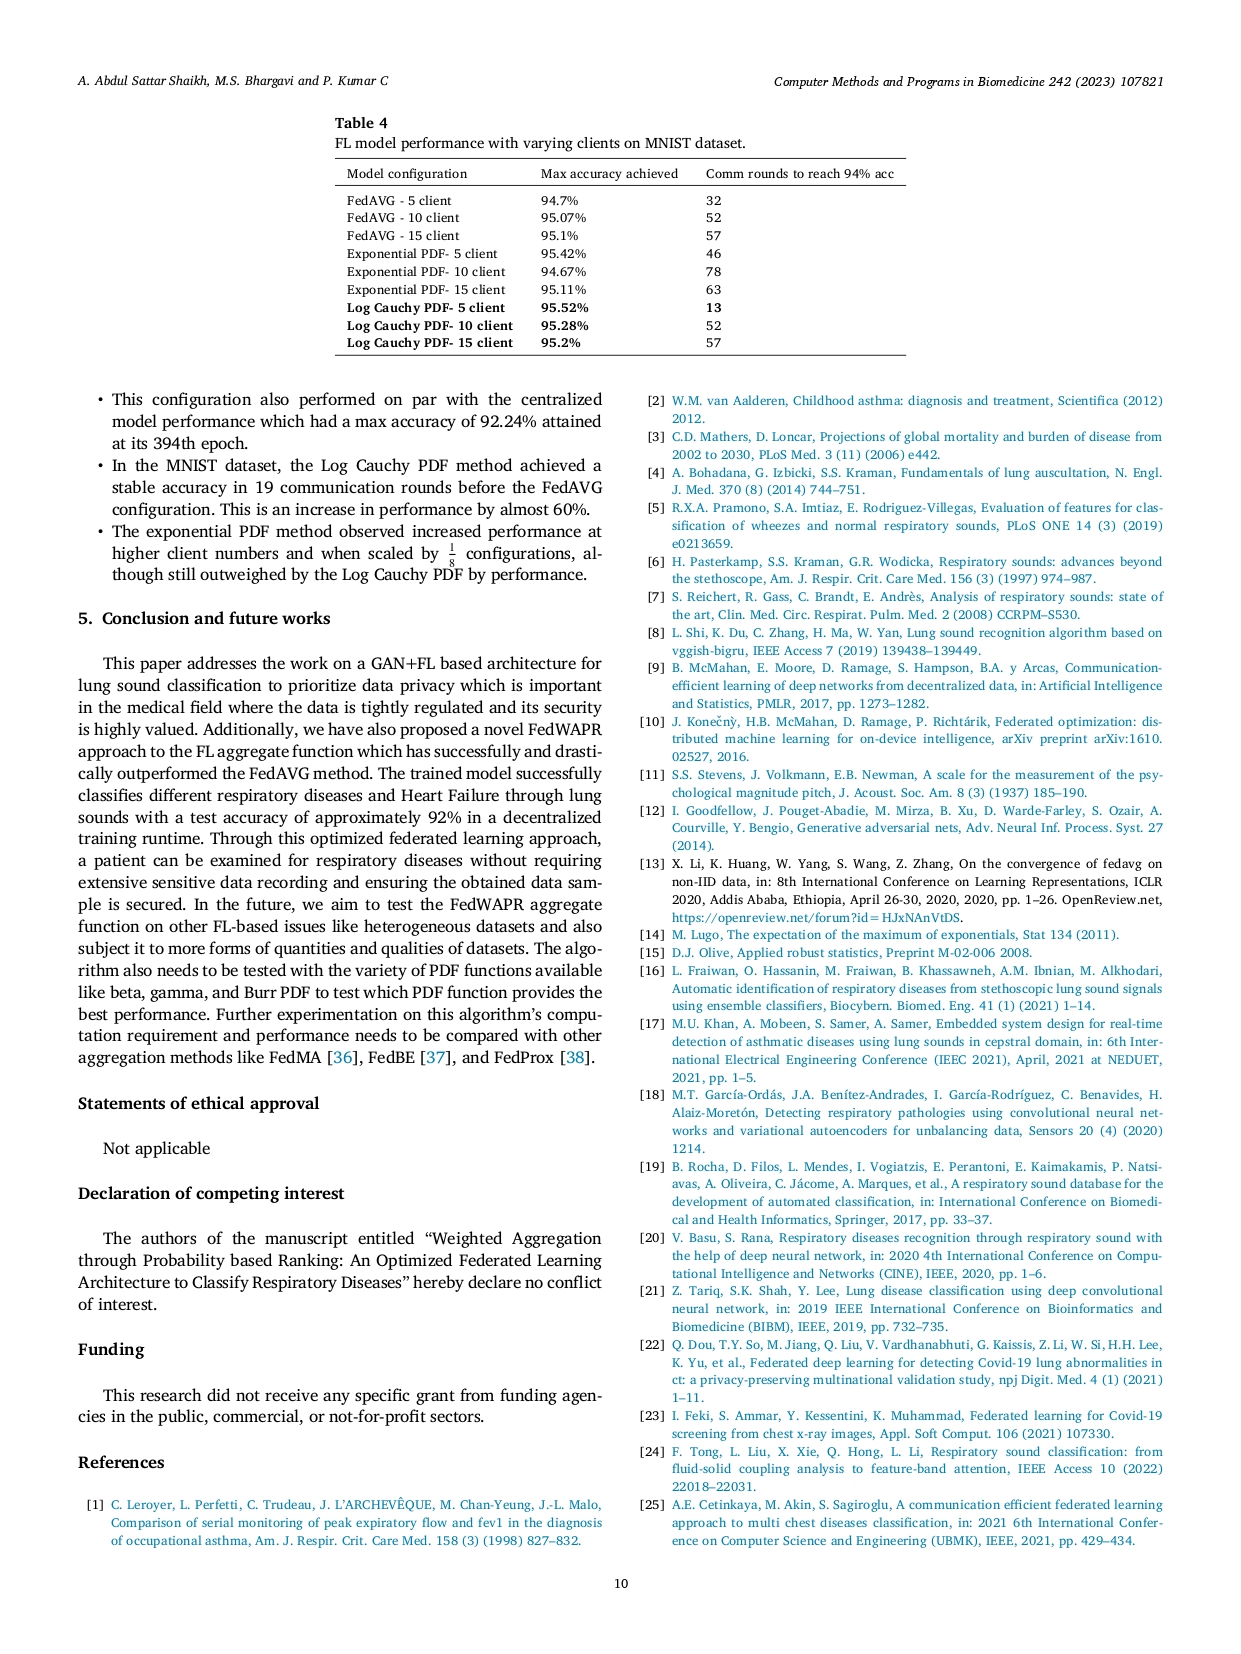 A. Abdul Sattar Shaikh, M.S. Bhargavi and P. Kumar C
Computer Methods and Programs in Biomedicine 242 (2023) 107821
Table 4
FL model performance with varying clients on MNIST dataset.
Model configuration Max accuracy achieved Comm rounds to reach 94% acc
FedAVG - 5 client 94.7% 32
FedAVG - 10 client 95.07% 52
FedAVG - 15 client 95.1% 57
Exponential PDF- 5 client 95.42% 46
Exponential PDF- 10 client 94.67% 78
Exponential PDF- 15 client 95.11% 63
Log Cauchy PDF- 5 client 95.52% 13
Log Cauchy PDF- 10 client 95.28% 52
Log Cauchy PDF- 15 client 95.2% 57
• This configuration also performed on par with the centralized
model performance which had a max accuracy of 92.24% attained
at its 394th epoch.
• In the MNIST dataset, the Log Cauchy PDF method achieved a
stable accuracy in 19 communication rounds before the FedAVG
configuration. This is an increase in performance by almost 60%.
• The exponential PDF method observed increased performance at
higher client numbers and when scaled by 1/8 configurations, al-
though still outweighed by the Log Cauchy PDF by performance.
5. Conclusion and future works
This paper addresses the work on a GAN+FL based architecture for
lung sound classification to prioritize data privacy which is important
in the medical field where the data is tightly regulated and its security
is highly valued. Additionally, we have also proposed a novel FedWAPR
approach to the FL aggregate function which has successfully and drasti-
cally outperformed the FedAVG method. The trained model successfully
classifies different respiratory diseases and Heart Failure through lung
sounds with a test accuracy of approximately 92% in a decentralized
training runtime. Through this optimized federated learning approach,
a patient can be examined for respiratory diseases without requiring
extensive sensitive data recording and ensuring the obtained data sam-
ple is secured. In the future, we aim to test the FedWAPR aggregate
function on other FL-based issues like heterogeneous datasets and also
subject it to more forms of quantities and qualities of datasets. The algo-
rithm also needs to be tested with the variety of PDF functions available
like beta, gamma, and Burr PDF to test which PDF function provides the
best performance. Further experimentation on this algorithm's compu-
tation requirement and performance needs to be compared with other
aggregation methods like FedMA [36], FedBE [37], and FedProx [38].
Statements of ethical approval
Not applicable
Declaration of competing interest
The authors of the manuscript entitled “Weighted Aggregation
through Probability based Ranking: An Optimized Federated Learning
Architecture to Classify Respiratory Diseases” hereby declare no conflict
of interest.
Funding
This research did not receive any specific grant from funding agen-
cies in the public, commercial, or not-for-profit sectors.
References
[1] C. Leroyer, L. Perfetti, C. Trudeau, J. L'ARCHEVÊQUE, M. Chan-Yeung, J.-L. Malo,
Comparison of serial monitoring of peak expiratory flow and fev1 in the diagnosis
of occupational asthma, Am. J. Respir. Crit. Care Med. 158 (3) (1998) 827–832.
[2] W.M. van Aalderen, Childhood asthma: diagnosis and treatment, Scientifica (2012)
2012.
[3] C.D. Mathers, D. Loncar, Projections of global mortality and burden of disease from
2002 to 2030, PLoS Med. 3 (11) (2006) e442.
[4] A. Bohadana, G. Izbicki, S.S. Kraman, Fundamentals of lung auscultation, N. Engl.
J. Med. 370 (8) (2014) 744–751.
[5] R.X.A. Pramono, S.A. Imtiaz, E. Rodriguez-Villegas, Evaluation of features for clas-
sification of wheezes and normal respiratory sounds, PLoS ONE 14 (3) (2019)
e0213659.
[6] H. Pasterkamp, S.S. Kraman, G.R. Wodicka, Respiratory sounds: advances beyond
the stethoscope, Am. J. Respir. Crit. Care Med. 156 (3) (1997) 974–987.
[7] S. Reichert, R. Gass, C. Brandt, E. Andrès, Analysis of respiratory sounds: state of
the art, Clin. Med. Circ. Respirat. Pulm. Med. 2 (2008) CCRPM–S530.
[8] L. Shi, K. Du, C. Zhang, H. Ma, W. Yan, Lung sound recognition algorithm based on
vggish-bigru, IEEE Access 7 (2019) 139438–139449.
[9] B. McMahan, E. Moore, D. Ramage, S. Hampson, B.A. y Arcas, Communication-
efficient learning of deep networks from decentralized data, in: Artificial Intelligence
and Statistics, PMLR, 2017, pp. 1273–1282.
[10] J. Konečnỳ, H.B. McMahan, D. Ramage, P. Richtárik, Federated optimization: dis-
tributed machine learning for on-device intelligence, arXiv preprint arXiv:1610.
02527, 2016.
[11] S.S. Stevens, J. Volkmann, E.B. Newman, A scale for the measurement of the psy-
chological magnitude pitch, J. Acoust. Soc. Am. 8 (3) (1937) 185–190.
[12] I. Goodfellow, J. Pouget-Abadie, M. Mirza, B. Xu, D. Warde-Farley, S. Ozair, A.
Courville, Y. Bengio, Generative adversarial nets, Adv. Neural Inf. Process. Syst. 27
(2014).
[13] X. Li, K. Huang, W. Yang, S. Wang, Z. Zhang, On the convergence of fedavg on
non-IID data, in: 8th International Conference on Learning Representations, ICLR
2020, Addis Ababa, Ethiopia, April 26-30, 2020, 2020, pp. 1–26. OpenReview.net,
https://openreview.net/forum?id=HJxNAnVtDS.
[14] M. Lugo, The expectation of the maximum of exponentials, Stat 134 (2011).
[15] D.J. Olive, Applied robust statistics, Preprint M-02-006 2008.
[16] L. Fraiwan, O. Hassanin, M. Fraiwan, B. Khassawneh, A.M. Ibnian, M. Alkhodari,
Automatic identification of respiratory diseases from stethoscopic lung sound signals
using ensemble classifiers, Biocybern. Biomed. Eng. 41 (1) (2021) 1–14.
[17] M.U. Khan, A. Mobeen, S. Samer, A. Samer, Embedded system design for real-time
detection of asthmatic diseases using lung sounds in cepstral domain, in: 6th Inter-
national Electrical Engineering Conference (IEEC 2021), April, 2021 at NEDUET,
2021, pp. 1–5.
[18] M.T. García-Ordás, J.A. Benítez-Andrades, I. García-Rodríguez, C. Benavides, H.
Alaiz-Moretón, Detecting respiratory pathologies using convolutional neural net-
works and variational autoencoders for unbalancing data, Sensors 20 (4) (2020)
1214.
[19] B. Rocha, D. Filos, L. Mendes, I. Vogiatzis, E. Perantoni, E. Kaimakamis, P. Natsi-
avas, A. Oliveira, C. Jácome, A. Marques, et al., A respiratory sound database for the
development of automated classification, in: International Conference on Biomedi-
cal and Health Informatics, Springer, 2017, pp. 33–37.
[20] V. Basu, S. Rana, Respiratory diseases recognition through respiratory sound with
the help of deep neural network, in: 2020 4th International Conference on Compu-
tational Intelligence and Networks (CINE), IEEE, 2020, pp. 1–6.
[21] Z. Tariq, S.K. Shah, Y. Lee, Lung disease classification using deep convolutional
neural network, in: 2019 IEEE International Conference on Bioinformatics and
Biomedicine (BIBM), IEEE, 2019, pp. 732–735.
[22] Q. Dou, T.Y. So, M. Jiang, Q. Liu, V. Vardhanabhuti, G. Kaissis, Z. Li, W. Si, H.H. Lee,
K. Yu, et al., Federated deep learning for detecting Covid-19 lung abnormalities in
ct: a privacy-preserving multinational validation study, npj Digit. Med. 4 (1) (2021)
1–11.
[23] I. Feki, S. Ammar, Y. Kessentini, K. Muhammad, Federated learning for Covid-19
screening from chest x-ray images, Appl. Soft Comput. 106 (2021) 107330.
[24] F. Tong, L. Liu, X. Xie, Q. Hong, L. Li, Respiratory sound classification: from
fluid-solid coupling analysis to feature-band attention, IEEE Access 10 (2022)
22018–22031.
[25] A.E. Cetinkaya, M. Akin, S. Sagiroglu, A communication efficient federated learning
approach to multi chest diseases classification, in: 2021 6th International Confer-
ence on Computer Science and Engineering (UBMK), IEEE, 2021, pp. 429–434.
10